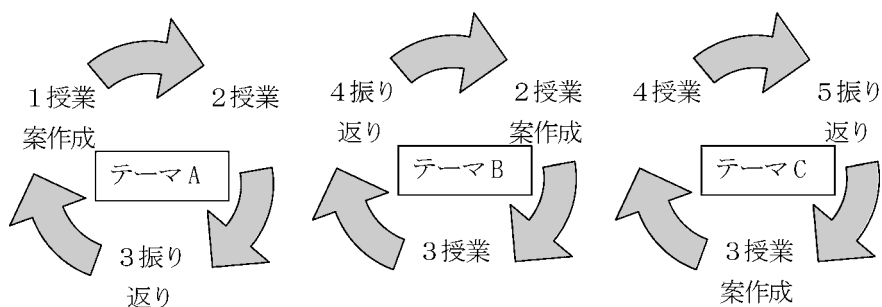 1授業
案作成
2授業
テーマA
3振り
返り
4振り
返り
2授業
案作成
テーマB
3授業
4授業
5振り
返り
テーマC
3授業
案作成